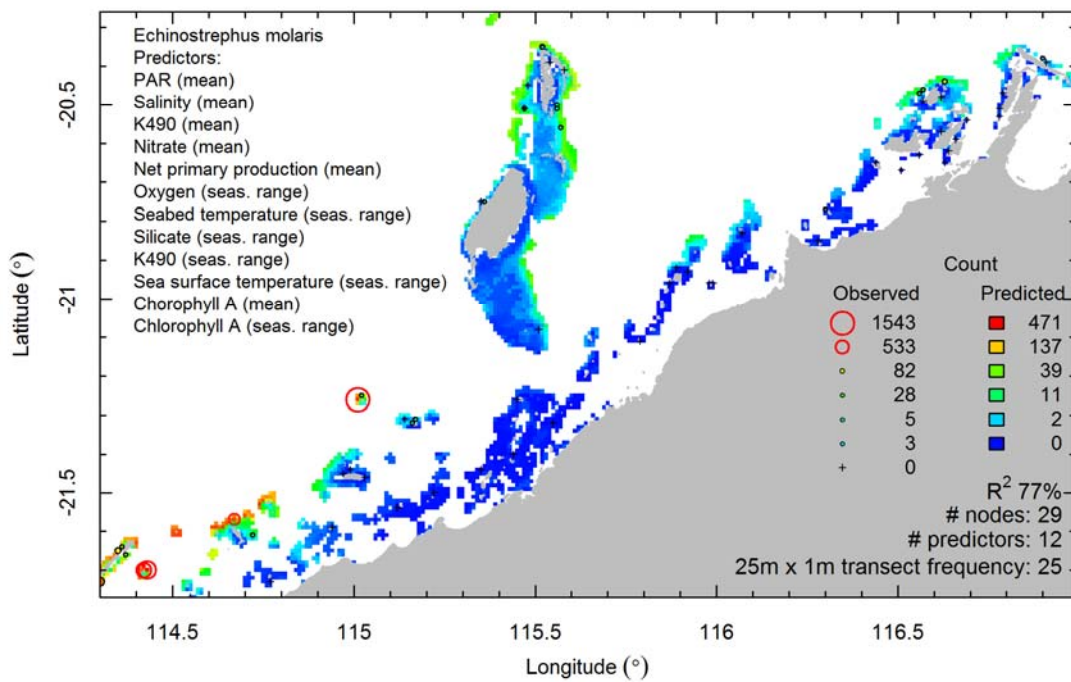 Echinostrephus molaris
Predictors:
PAR (mean)
Salinity (mean)
K490 (mean)
Nitrate (mean)
Net primary production (mean)
Oxygen (seas. range)
Seabed temperature (seas. range)
Silicate (seas. range)
K490 (seas. range)
Sea surface temperature (seas. range)
Chorophyll A (mean)
Chlorophyll A (seas. range)
Latitude (°)
-20.5
-21
-21.5
Count
Observed Predicted
1543 471
533 137
82 39
28 11
5 2
3 0
0
R² 77%
# nodes: 29
# predictors: 12
25m x 1m transect frequency: 25
114.5 115 115.5 116 116.5
Longitude (°)